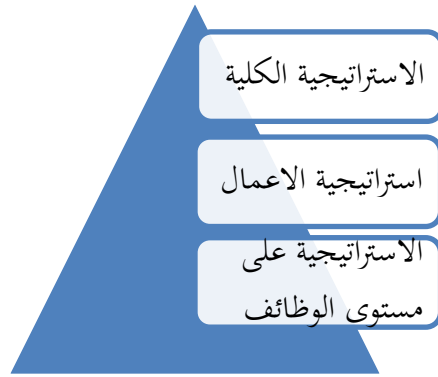 الاستراتيجية الكلية
استراتيجية الاعمال
الاستراتيجية على
مستوى الوظائف